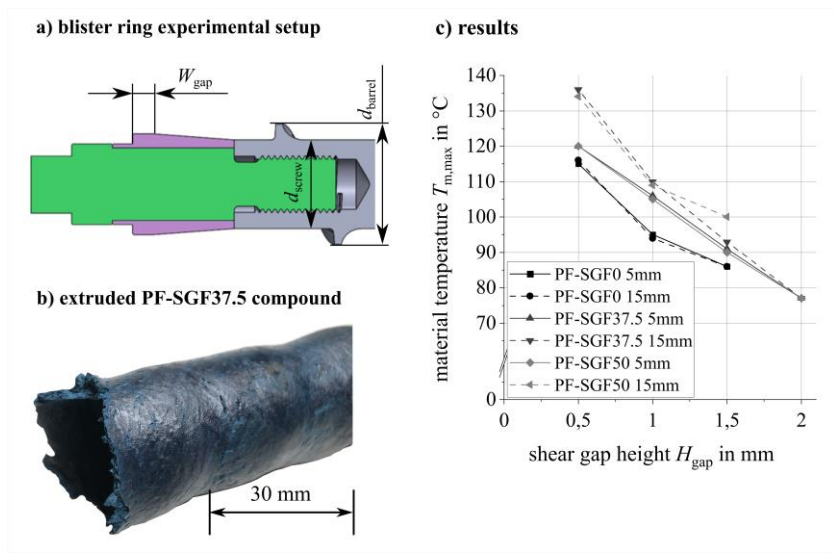 a) blister ring experimental setup
W_gap
d_barrel
d_screw
b) extruded PF-SGF37.5 compound
30 mm
c) results
material temperature T_m,max in °C
140
130
120
110
100
90
80
70
0
PF-SGF0 5mm
PF-SGF0 15mm
PF-SGF37.5 5mm
PF-SGF37.5 15mm
PF-SGF50 5mm
PF-SGF50 15mm
0 0,5 1 1,5 2
shear gap height H_gap in mm